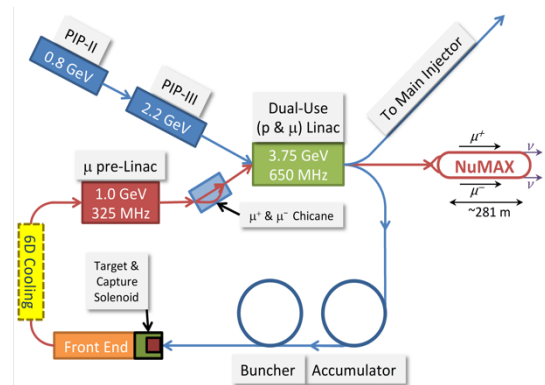 PIP-II
0.8 GeV
PIP-III
2.2 GeV
To Main Injector
Dual-Use
(p & μ) Linac
3.75 GeV
650 MHz
μ⁺
ν
NuMAX
μ⁻
ν
~281 m
μ pre-Linac
1.0 GeV
325 MHz
μ⁺ & μ⁻ Chicane
6D Cooling
Target &
Capture
Solenoid
Front End
Buncher
Accumulator